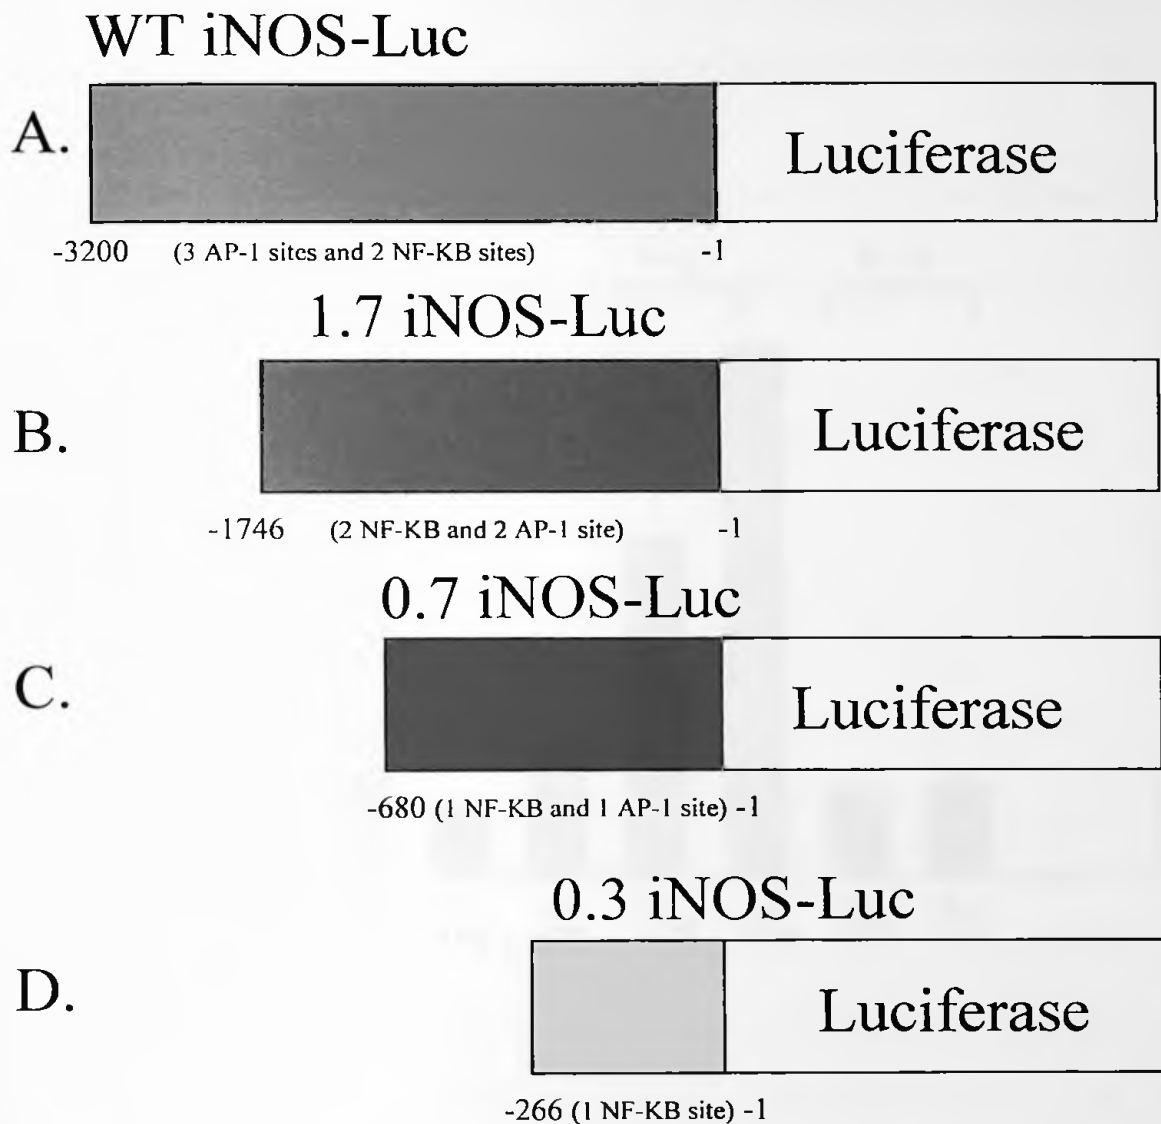 WT iNOS-Luc
A.
Luciferase
-3200 (3 AP-1 sites and 2 NF-KB sites) -1
1.7 iNOS-Luc
B.
Luciferase
-1746 (2 NF-KB and 2 AP-1 site) -1
0.7 iNOS-Luc
C.
Luciferase
-680 (1 NF-KB and 1 AP-1 site) -1
0.3 iNOS-Luc
D.
Luciferase
-266 (1 NF-KB site) -1